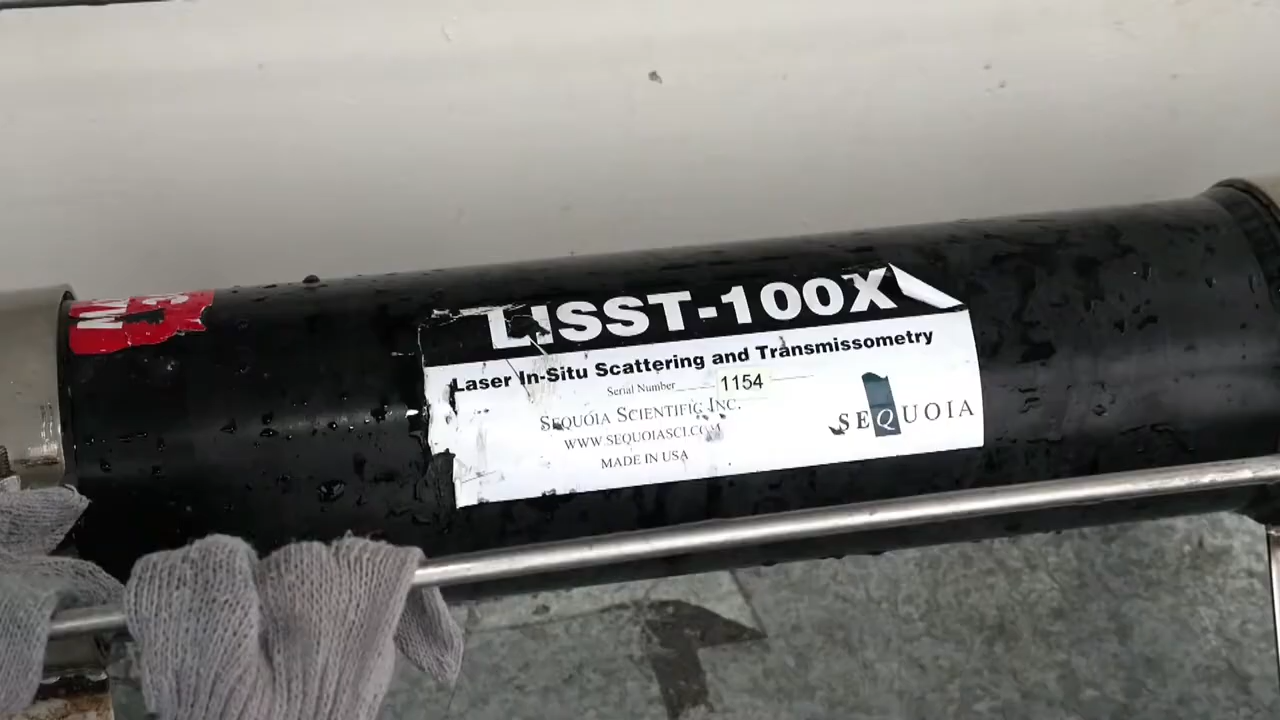 LISST-100X
Laser In-Situ Scattering and Transmissometry
Serial Number 1154
SEQUOIA SCIENTIFIC, INC.
WWW.SEQUOIASCI.COM
MADE IN USA
SEQUOIA